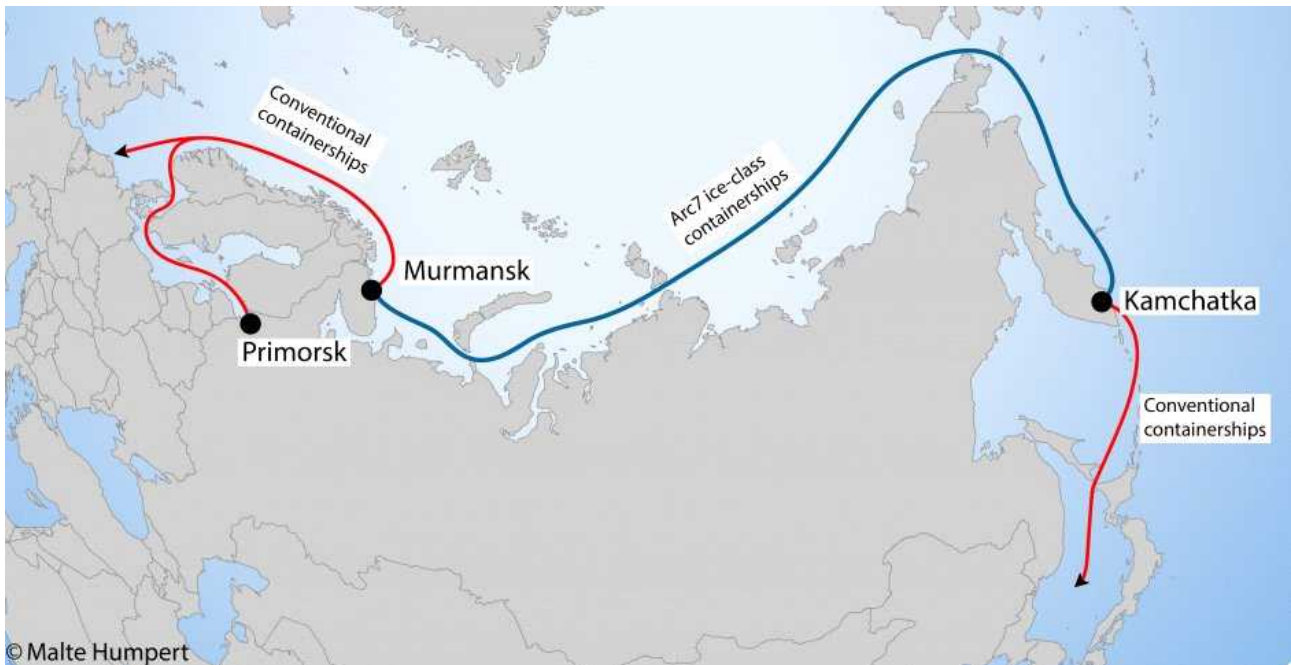 Conventional
containerships
Arc7 ice-class
containerships
Murmansk
Kamchatka
Primorsk
Conventional
containerships
© Malte Humpert